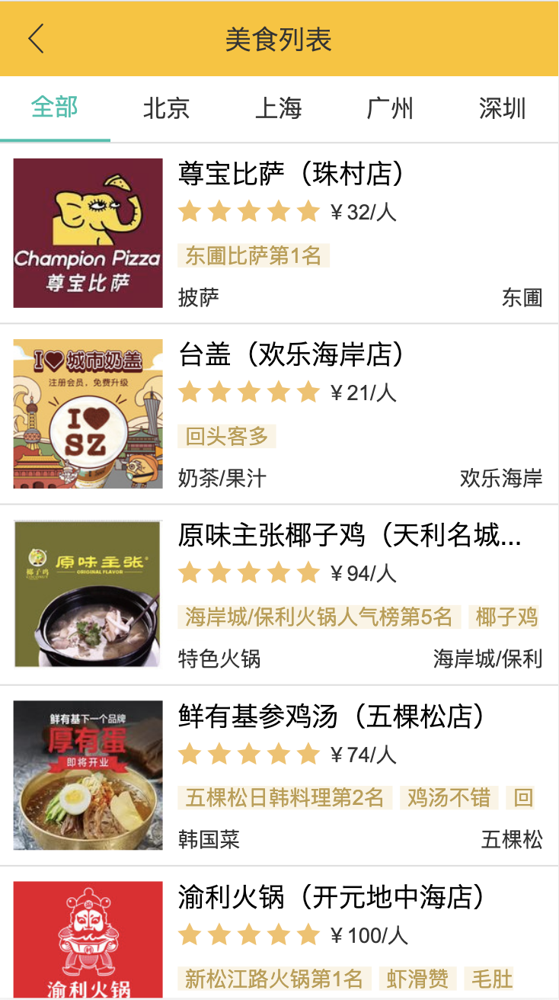 美食列表
全部 北京 上海 广州 深圳
Champion Pizza
尊宝比萨
尊宝比萨（珠村店）
￥32/人
东圃比萨第1名
披萨 东圃
I 城市奶盖
注册会员，免费升级
I
SZ
台盖（欢乐海岸店）
￥21/人
回头客多
奶茶/果汁 欢乐海岸
椰子鸡
原味主张
ORIGINAL FLAVOR
原味主张椰子鸡（天利名城...
￥94/人
海岸城/保利火锅人气榜第5名 椰子鸡
特色火锅 海岸城/保利
鲜有基下一个品牌
厚有蛋
即将开业
鲜有基参鸡汤（五棵松店）
￥74/人
五棵松日韩料理第2名 鸡汤不错 回
韩国菜 五棵松
渝利火锅
渝利火锅（开元地中海店）
￥100/人
新松江路火锅第1名 虾滑赞 毛肚